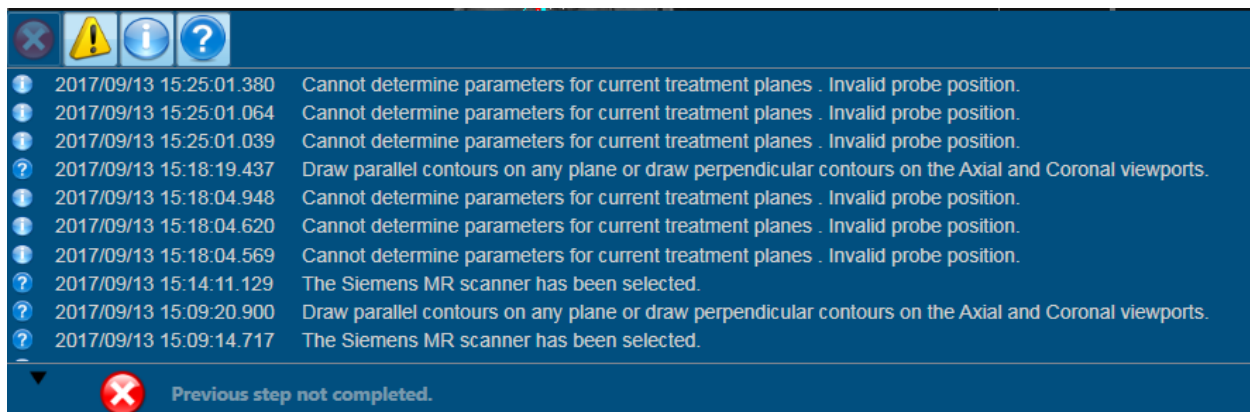 2017/09/13 15:25:01.380 Cannot determine parameters for current treatment planes . Invalid probe position.
2017/09/13 15:25:01.064 Cannot determine parameters for current treatment planes . Invalid probe position.
2017/09/13 15:25:01.039 Cannot determine parameters for current treatment planes . Invalid probe position.
2017/09/13 15:18:19.437 Draw parallel contours on any plane or draw perpendicular contours on the Axial and Coronal viewports.
2017/09/13 15:18:04.948 Cannot determine parameters for current treatment planes . Invalid probe position.
2017/09/13 15:18:04.620 Cannot determine parameters for current treatment planes . Invalid probe position.
2017/09/13 15:18:04.569 Cannot determine parameters for current treatment planes . Invalid probe position.
2017/09/13 15:14:11.129 The Siemens MR scanner has been selected.
2017/09/13 15:09:20.900 Draw parallel contours on any plane or draw perpendicular contours on the Axial and Coronal viewports.
2017/09/13 15:09:14.717 The Siemens MR scanner has been selected.
Previous step not completed.